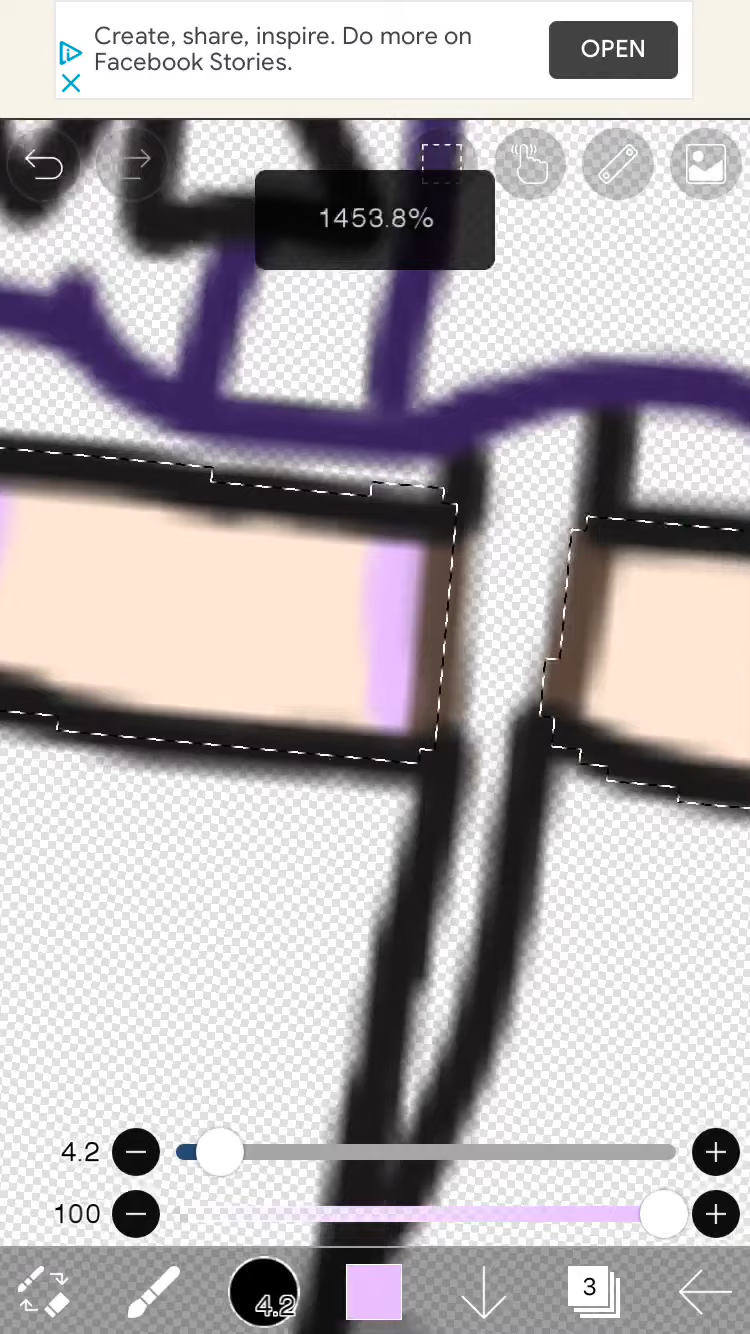 Create, share, inspire. Do more on
Facebook Stories.
OPEN
1453.8%
4.2
100
4.2
3